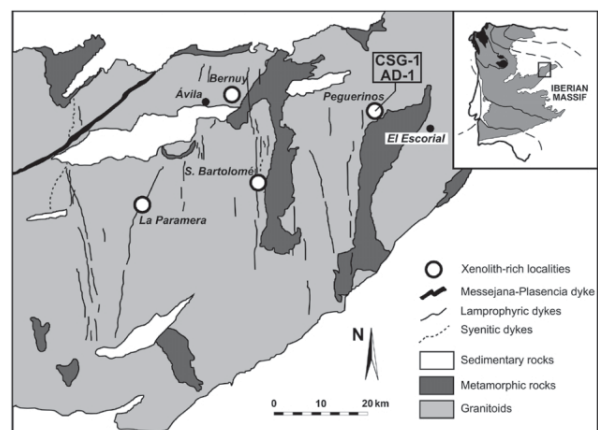 CSG-1
AD-1
Bernuy
Ávila
Peguerinos
El Escorial
S. Bartolomé
La Paramera
IBERIAN
MASSIF
Xenolith-rich localities
Messejana-Plasencia dyke
Lamprophyric dykes
Syenitic dykes
Sedimentary rocks
Metamorphic rocks
Granitoids
N
0 10 20 km